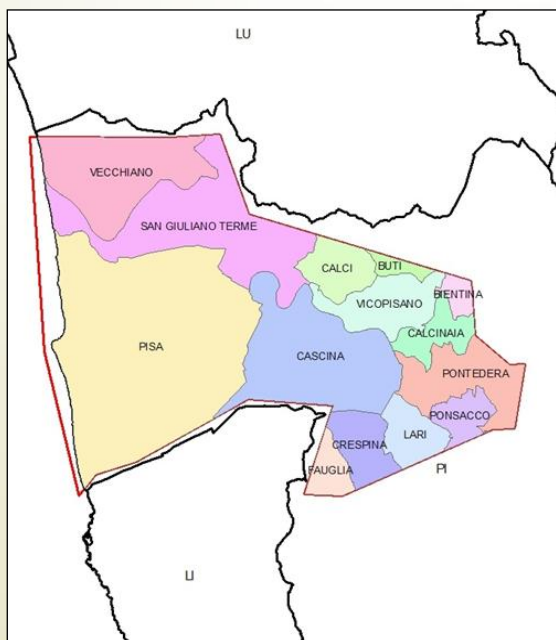 LU
VECCHIANO
SAN GIULIANO TERME
CALCI
BUTI
BIENTINA
VICOPISANO
CALCINAIA
PISA
CASCINA
PONTEDERA
PONSACCO
LARI
CRESPINA
FAUGLIA
PI
LI